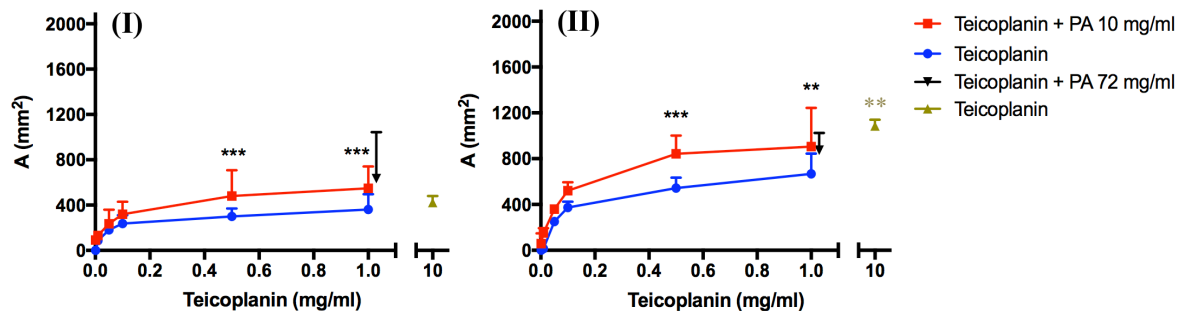 (I)
2000
1600
1200
800
400
0
A (mm²)
***
***
0.0 0.2 0.4 0.6 0.8 1.0 10
Teicoplanin (mg/ml)
(II)
2000
1600
1200
800
400
0
A (mm²)
***
**
**
0.0 0.2 0.4 0.6 0.8 1.0 10
Teicoplanin (mg/ml)
Teicoplanin + PA 10 mg/ml
Teicoplanin
Teicoplanin + PA 72 mg/ml
Teicoplanin